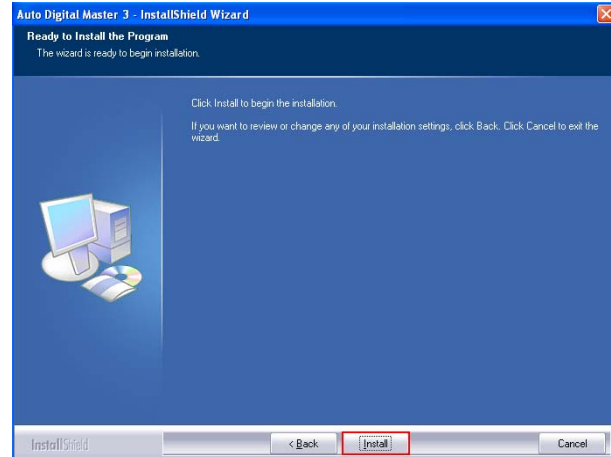 Auto Digital Master 3 - InstallShield Wizard
Ready to Install the Program
The wizard is ready to begin installation.
Click Install to begin the installation.
If you want to review or change any of your installation settings, click Back. Click Cancel to exit the
wizard.
InstallShield
< Back
Install
Cancel